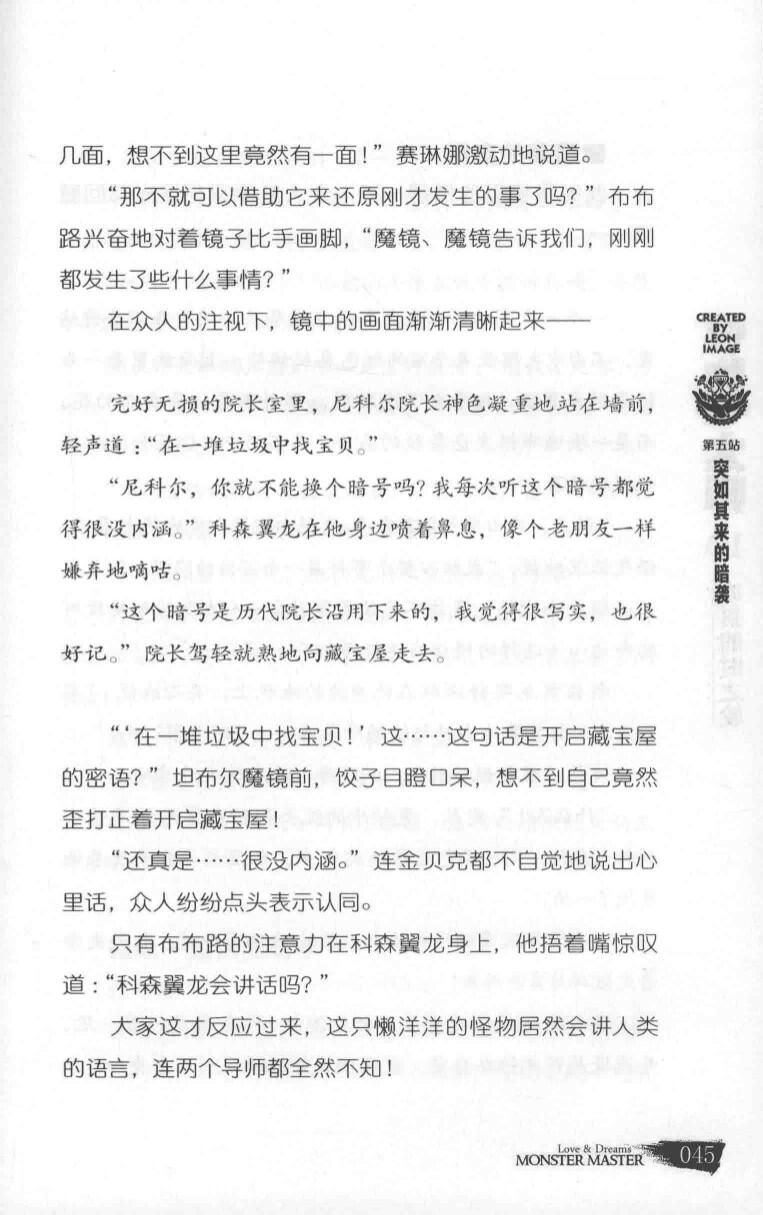 几面，想不到这里竟然有一面！”赛琳娜激动地说道。
“那不就可以借助它来还原刚才发生的事了吗？”布布
路兴奋地对着镜子比手画脚，“魔镜、魔镜告诉我们，刚刚
都发生了些什么事情？”
在众人的注视下，镜中的画面渐渐清晰起来——
完好无损的院长室里，尼科尔院长神色凝重地站在墙前，
轻声道：“在一堆垃圾中找宝贝。”
“尼科尔，你就不能换个暗号吗？我每次听这个暗号都觉
得很没内涵。”科森翼龙在他身边喷着鼻息，像个老朋友一样
嫌弃地嘀咕。
“这个暗号是历代院长沿用下来的，我觉得很写实，也很
好记。”院长驾轻就熟地向藏宝屋走去。
“‘在一堆垃圾中找宝贝！’这……这句话是开启藏宝屋
的密语？”坦布尔魔镜前，饺子目瞪口呆，想不到自己竟然
歪打正着开启藏宝屋！
“还真是……很没内涵。”连金贝克都不自觉地说出心
里话，众人纷纷点头表示认同。
只有布布路的注意力在科森翼龙身上，他捂着嘴惊叹
道：“科森翼龙会讲话吗？”
大家这才反应过来，这只懒洋洋的怪物居然会讲人类
的语言，连两个导师都全然不知！
CREATED
BY
LEON
IMAGE
第五站
突如其来的暗袭
Love & Dreams
MONSTER MASTER
045